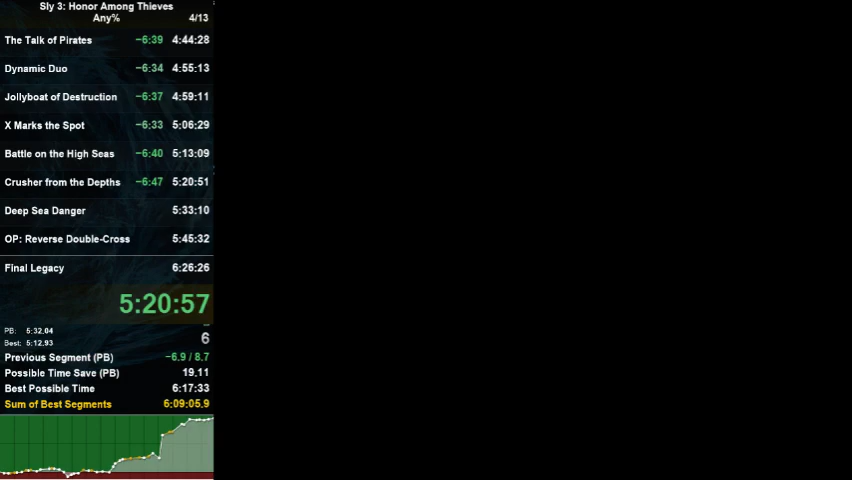 Sly 3: Honor Among Thieves
Any% 4/13
The Talk of Pirates −6:39 4:44:28
Dynamic Duo −6:34 4:55:13
Jollyboat of Destruction −6:37 4:59:11
X Marks the Spot −6:33 5:06:29
Battle on the High Seas −6:40 5:13:09
Crusher from the Depths −6:47 5:20:51
Deep Sea Danger 5:33:10
OP: Reverse Double-Cross 5:45:32
Final Legacy 6:26:26
5:20:57
PB: 5:32.04
Best: 5:12.93
6
Previous Segment (PB) −6.9 / 8.7
Possible Time Save (PB) 19.11
Best Possible Time 6:17:33
Sum of Best Segments 6:09:05.9